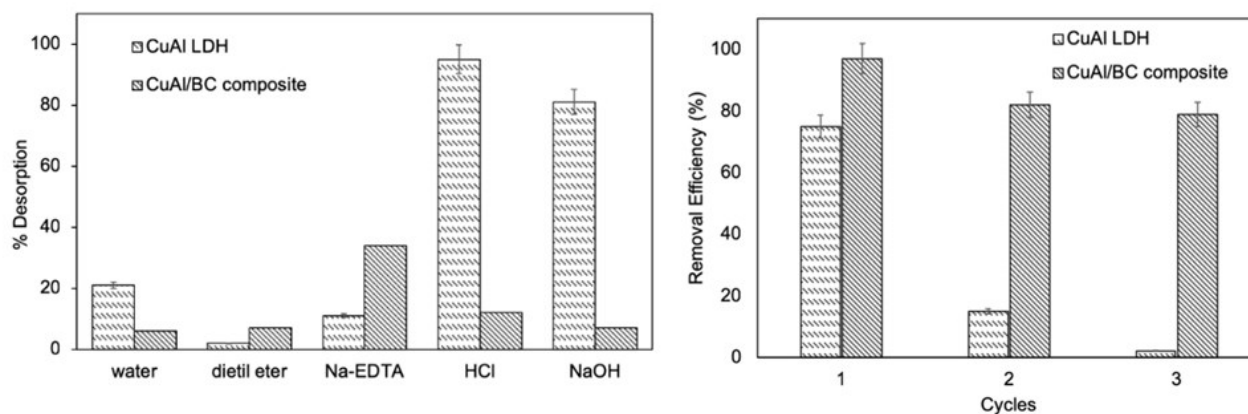 % Desorption
100
80
60
40
20
0
CuAl LDH
CuAl/BC composite
water dietil eter Na-EDTA HCl NaOH
Removal Efficiency (%)
100
80
60
40
20
0
CuAl LDH
CuAl/BC composite
1 2 3
Cycles